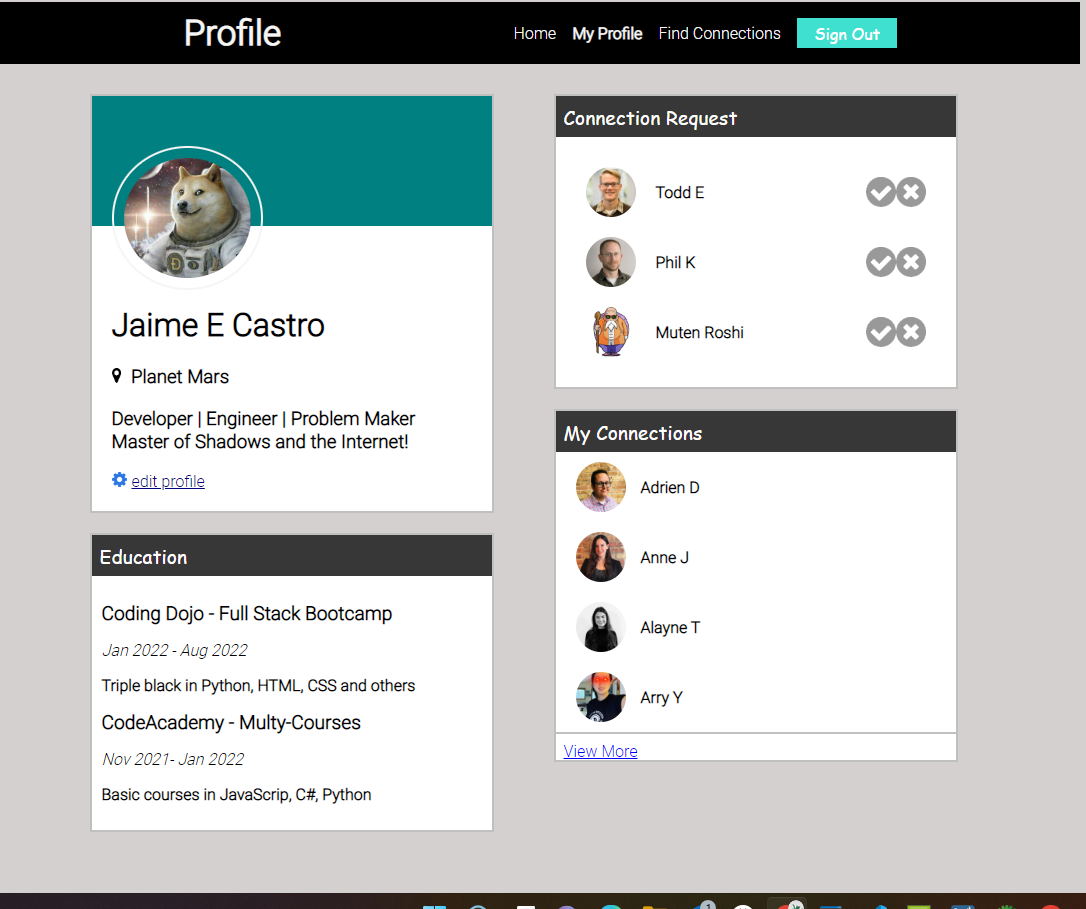 Profile
Home My Profile Find Connections Sign Out
Jaime E Castro
Planet Mars
Developer | Engineer | Problem Maker
Master of Shadows and the Internet!
edit profile
Education
Coding Dojo - Full Stack Bootcamp
Jan 2022 - Aug 2022
Triple black in Python, HTML, CSS and others
CodeAcademy - Multy-Courses
Nov 2021- Jan 2022
Basic courses in JavaScrip, C#, Python
Connection Request
Todd E
Phil K
Muten Roshi
My Connections
Adrien D
Anne J
Alayne T
Arry Y
View More
1